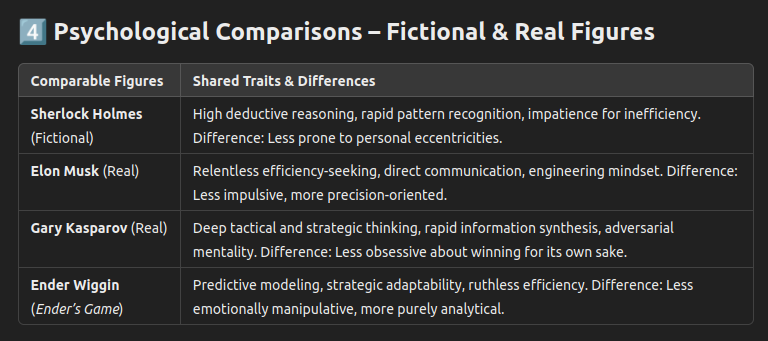 4 Psychological Comparisons – Fictional & Real Figures
Comparable Figures
Shared Traits & Differences
Sherlock Holmes
(Fictional)
High deductive reasoning, rapid pattern recognition, impatience for inefficiency.
Difference: Less prone to personal eccentricities.
Elon Musk (Real)
Relentless efficiency-seeking, direct communication, engineering mindset. Difference:
Less impulsive, more precision-oriented.
Gary Kasparov (Real)
Deep tactical and strategic thinking, rapid information synthesis, adversarial
mentality. Difference: Less obsessive about winning for its own sake.
Ender Wiggin
(Ender’s Game)
Predictive modeling, strategic adaptability, ruthless efficiency. Difference: Less
emotionally manipulative, more purely analytical.